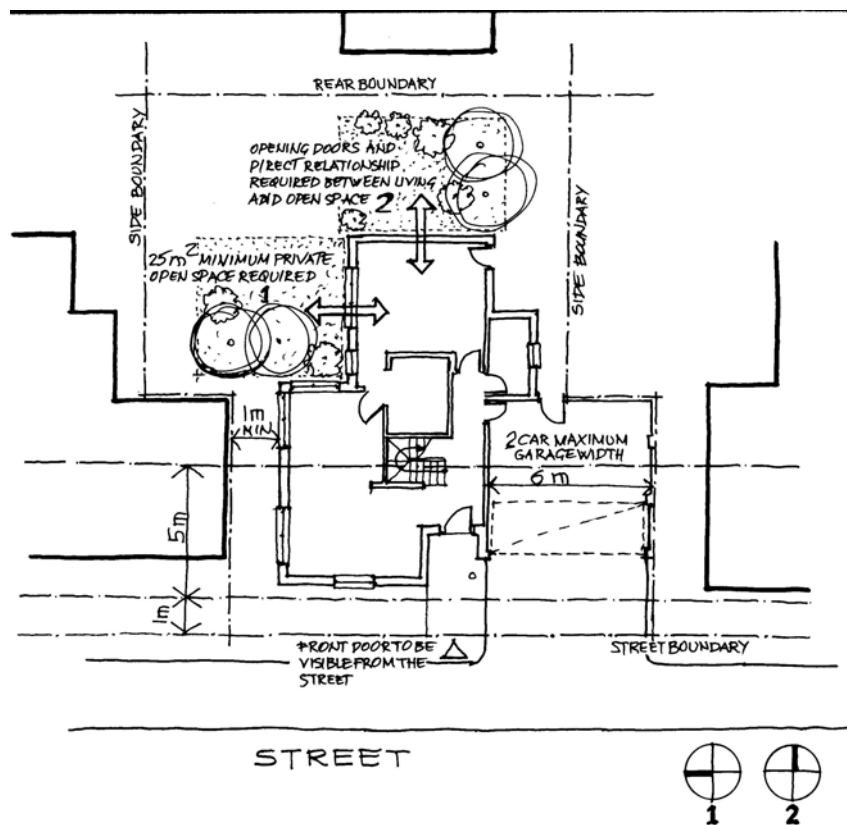 REAR BOUNDARY
SIDE BOUNDARY
OPENING DOORS AND
DIRECT RELATIONSHIP
REQUIRED BETWEEN LIVING
AND OPEN SPACE 2
SIDE BOUNDARY
25m² MINIMUM PRIVATE
OPEN SPACE REQUIRED
1
1m
MIN
2 CAR MAXIMUM
GARAGE WIDTH
6m
5m
1m
FRONT DOOR TO BE
VISIBLE FROM THE
STREET
STREET BOUNDARY
STREET
1
2